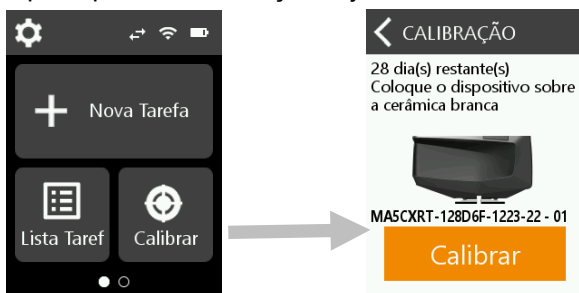 Nova Tarefa
Lista Taref
Calibrar
CALIBRAÇÃO
28 dia(s) restante(s)
Coloque o dispositivo sobre
a cerâmica branca
MA5CXRT-128D6F-1223-22 - 01
Calibrar